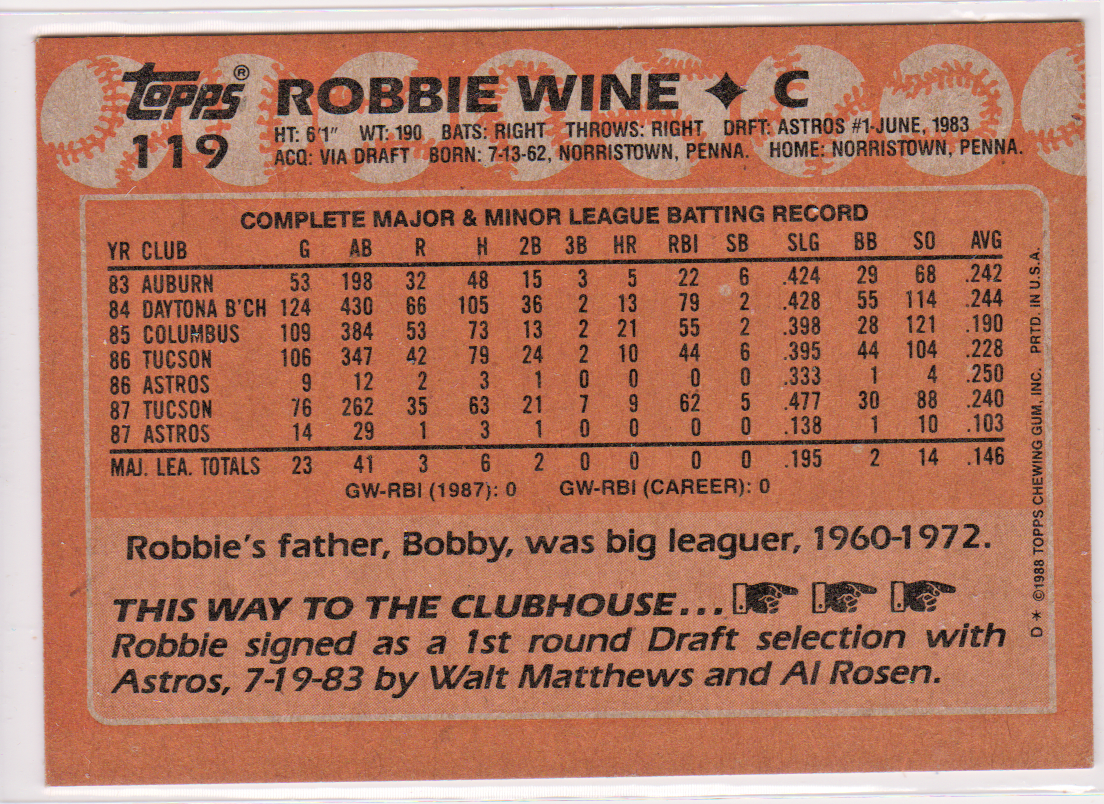 Topps® ROBBIE WINE ✦ C
119 HT: 6'1" WT: 190 BATS: RIGHT THROWS: RIGHT DRFT: ASTROS #1-JUNE, 1983
ACQ: VIA DRAFT BORN: 7-13-62, NORRISTOWN, PENNA. HOME: NORRISTOWN, PENNA.
COMPLETE MAJOR & MINOR LEAGUE BATTING RECORD
YR CLUB G AB R H 2B 3B HR RBI SB SLG BB SO AVG
83 AUBURN 53 198 32 48 15 3 5 22 6 .424 29 68 .242
84 DAYTONA B'CH 124 430 66 105 36 2 13 79 2 .428 55 114 .244
85 COLUMBUS 109 384 53 73 13 2 21 55 2 .398 28 121 .190
86 TUCSON 106 347 42 79 24 2 10 44 6 .395 44 104 .228
86 ASTROS 9 12 2 3 1 0 0 0 0 .333 1 4 .250
87 TUCSON 76 262 35 63 21 7 9 62 5 .477 30 88 .240
87 ASTROS 14 29 1 3 1 0 0 0 0 .138 1 10 .103
MAJ. LEA. TOTALS 23 41 3 6 2 0 0 0 0 .195 2 14 .146
GW-RBI (1987): 0 GW-RBI (CAREER): 0
Robbie's father, Bobby, was big leaguer, 1960-1972.
THIS WAY TO THE CLUBHOUSE...
Robbie signed as a 1st round Draft selection with
Astros, 7-19-83 by Walt Matthews and Al Rosen.
D * ©1988 TOPPS CHEWING GUM, INC. PRTD. IN U.S.A.